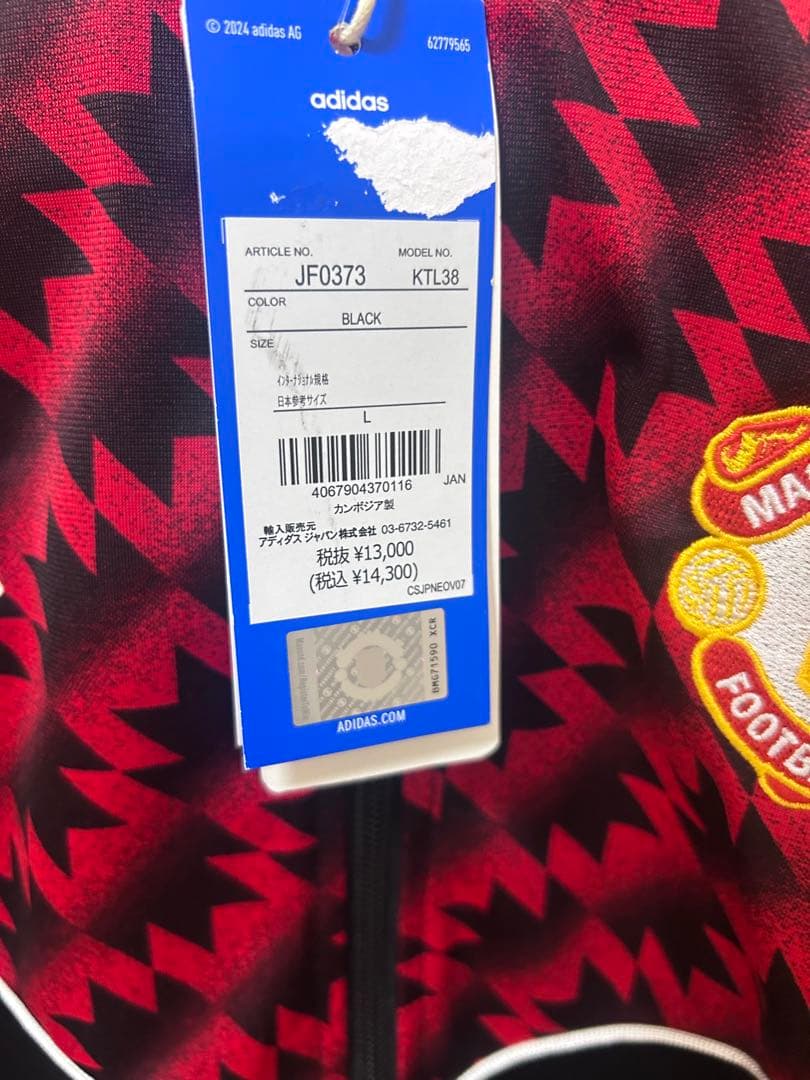 © 2024 adidas AG
62779565
adidas
ARTICLE NO. MODEL NO.
JF0373 KTL38
COLOR
BLACK
SIZE
インターナショナル規格
日本参考サイズ
L
4067904370116 JAN
カンボジア製
輸入販売元
アディダス ジャパン株式会社 03-6732-5461
税抜 ¥13,000
(税込 ¥14,300)
CSJPNEOV07
BMG71590 XCR
ADIDAS.COM
MA
FOOTB